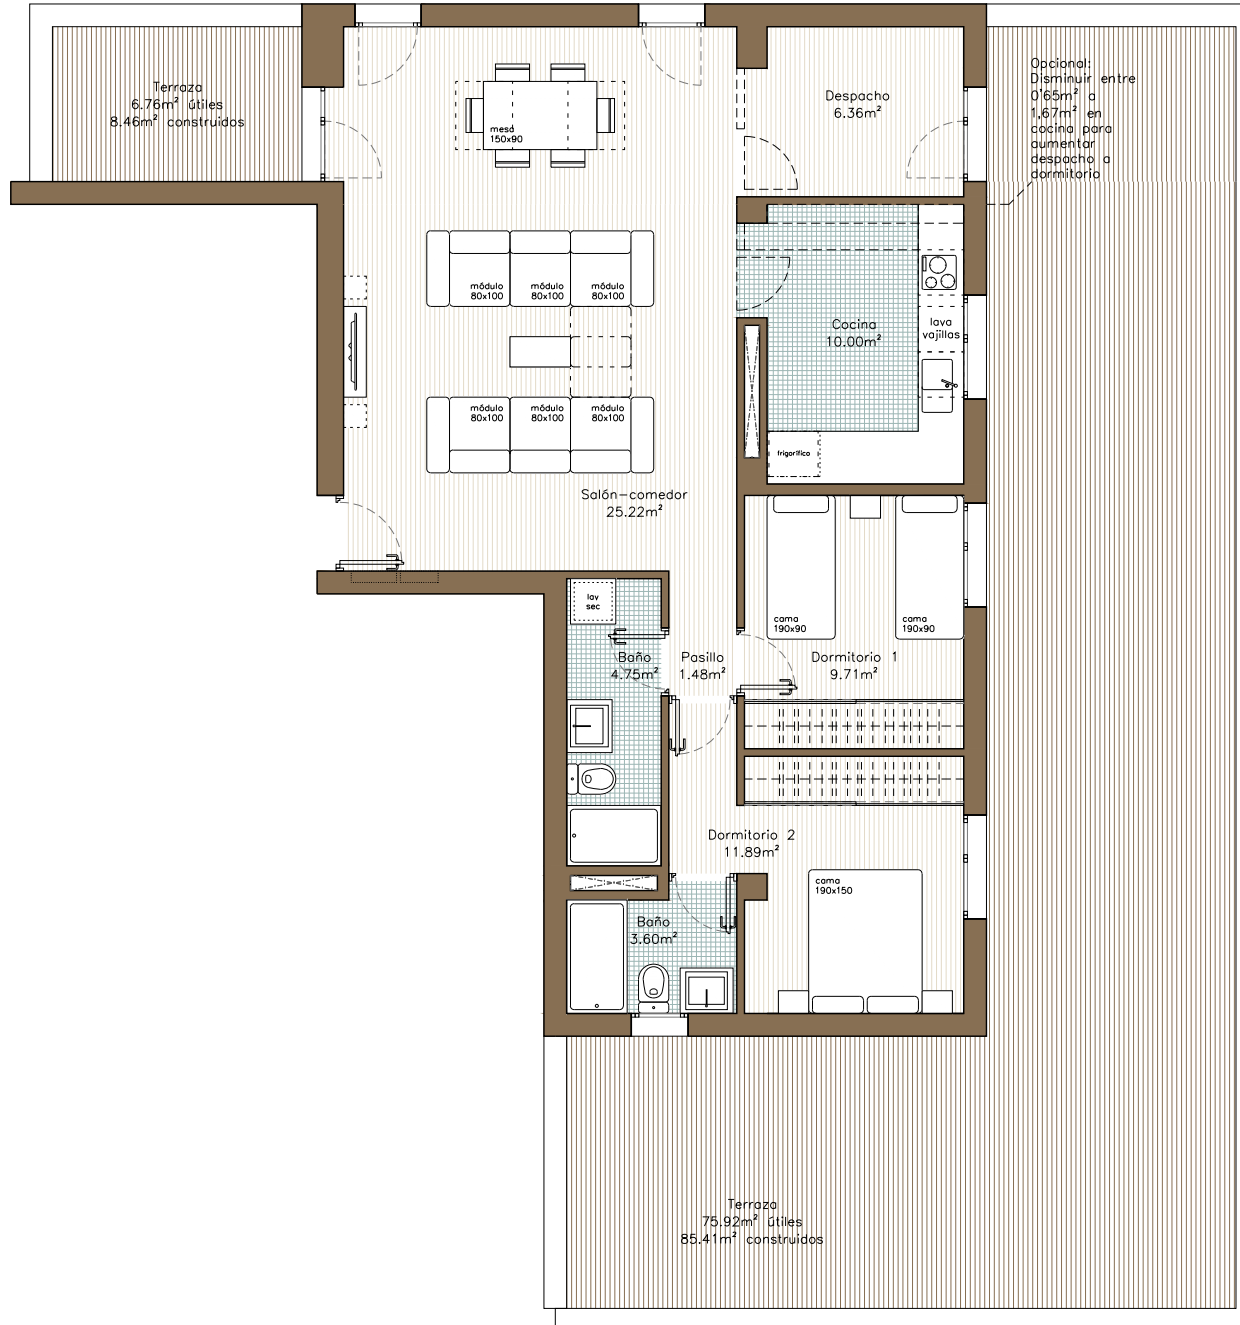 Terraza
6.76m² útiles
8.46m² construidos
mesa
150x90
Despacho
6.36m²
Opcional:
Disminuir entre
0'65m² a
1,67m² en
cocina para
aumentar
despacho a
dormitorio
módulo
80x100
módulo
80x100
módulo
80x100
Cocina
10.00m²
lava
vajillas
módulo
80x100
módulo
80x100
módulo
80x100
frigorífico
Salón-comedor
25.22m²
lav
sec
cama
190x90
cama
190x90
Baño
4.75m²
Pasillo
1.48m²
Dormitorio 1
9.71m²
Dormitorio 2
11.89m²
cama
190x150
Baño
3.60m²
Terraza
75.92m² útiles
85.41m² construidos